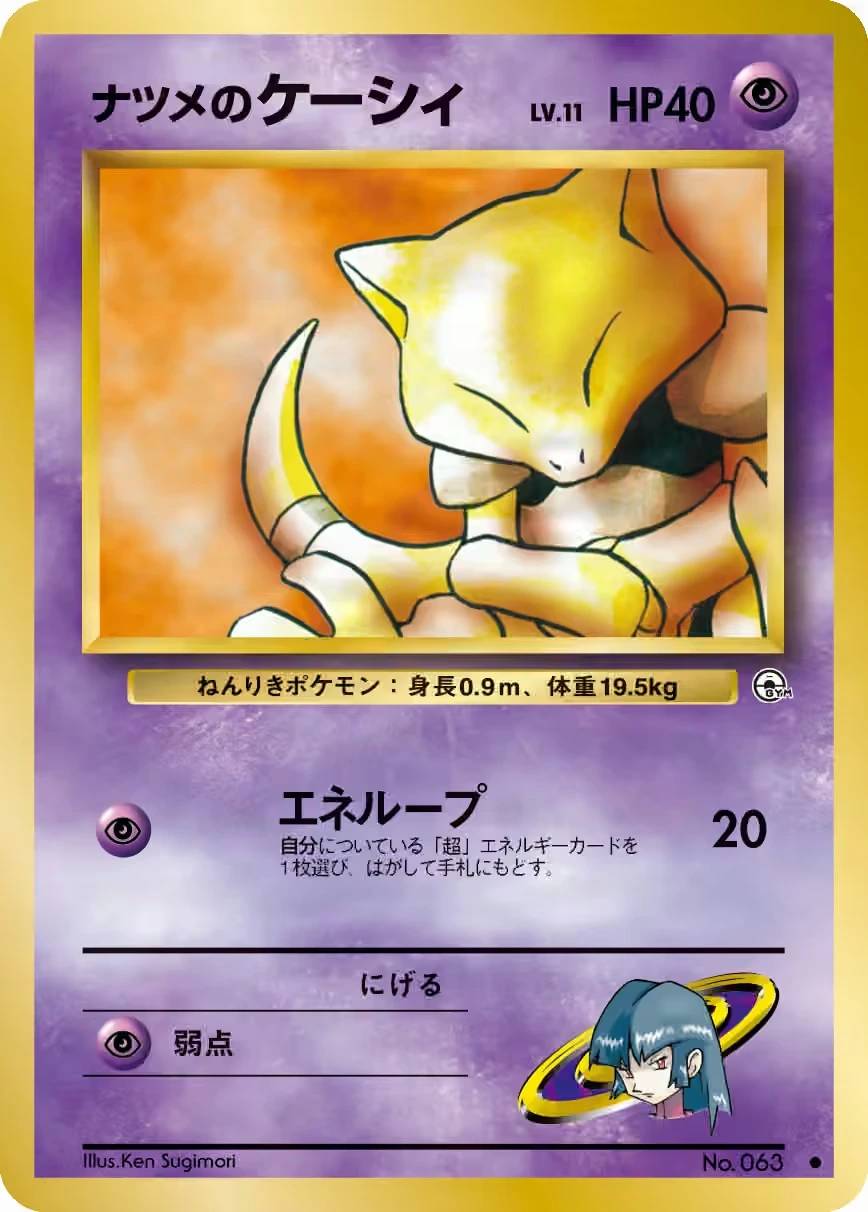 ナツメのケーシィ LV.11 HP40
ねんりきポケモン：身長0.9m、体重19.5kg
GYM
エネループ 20
自分についている「超」エネルギーカードを
1枚選び、はがして手札にもどす。
にげる
弱点
Illus.Ken Sugimori No. 063